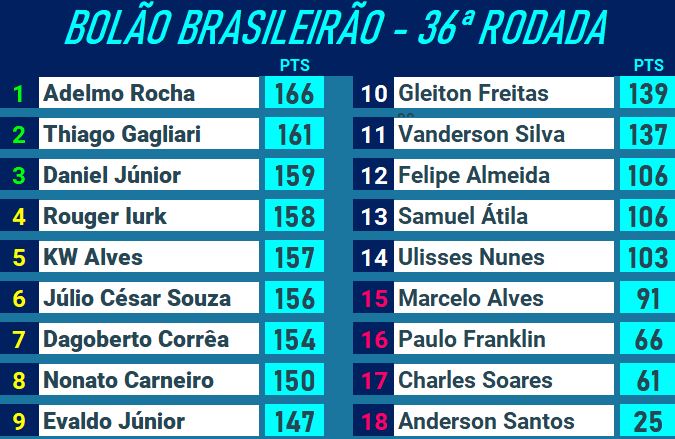 BOLÃO BRASILEIRÃO - 36ª RODADA
PTS
1 Adelmo Rocha 166
2 Thiago Gagliari 161
3 Daniel Júnior 159
4 Rouger Iurk 158
5 KW Alves 157
6 Júlio César Souza 156
7 Dagoberto Corrêa 154
8 Nonato Carneiro 150
9 Evaldo Júnior 147
PTS
10 Gleiton Freitas 139
11 Vanderson Silva 137
12 Felipe Almeida 106
13 Samuel Átila 106
14 Ulisses Nunes 103
15 Marcelo Alves 91
16 Paulo Franklin 66
17 Charles Soares 61
18 Anderson Santos 25